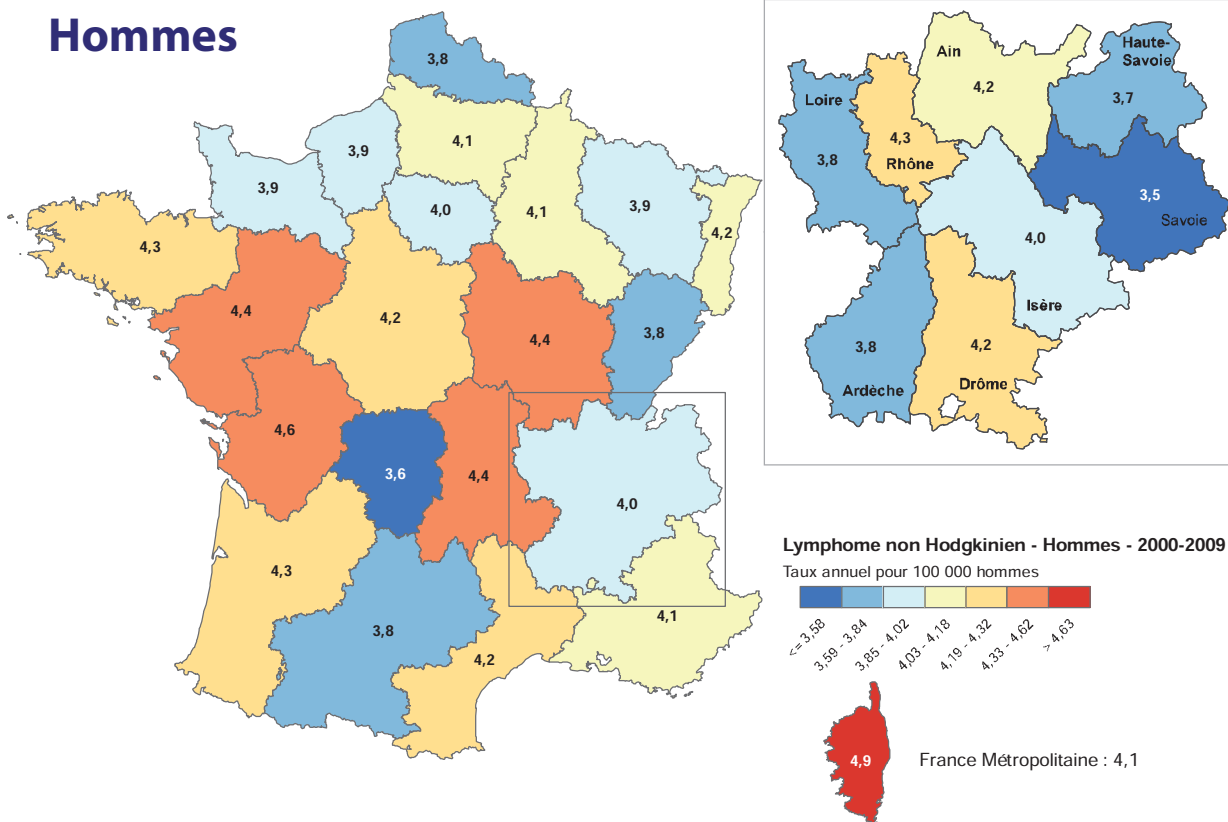 Hommes
3,8
4,1
3,9
3,9
4,0
4,1
3,9
4,2
4,3
4,4
4,2
4,4
3,8
4,6
3,6
4,4
4,0
4,3
3,8
4,2
4,1
Ain
4,2
Haute-
Savoie
3,7
Loire
3,8
4,3
Rhône
3,5
Savoie
4,0
Isère
3,8
Ardèche
4,2
Drôme
Lymphome non Hodgkinien - Hommes - 2000-2009
Taux annuel pour 100 000 hommes
<= 3,58
3,59 - 3,84
3,85 - 4,02
4,03 - 4,18
4,19 - 4,32
4,33 - 4,62
> 4,63
4,9
France Métropolitaine : 4,1